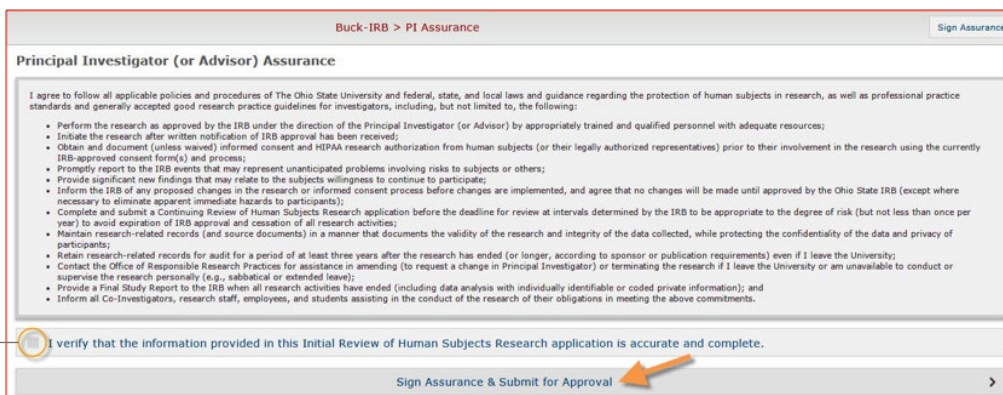 Buck-IRB > PI Assurance
Sign Assurance
Principal Investigator (or Advisor) Assurance
I agree to follow all applicable policies and procedures of The Ohio State University and federal, state, and local laws and guidance regarding the protection of human subjects in research, as well as professional practice
standards and generally accepted good research practice guidelines for investigators, including, but not limited to, the following:
• Perform the research as approved by the IRB under the direction of the Principal Investigator (or Advisor) by appropriately trained and qualified personnel with adequate resources;
• Initiate the research after written notification of IRB approval has been received;
• Obtain and document (unless waived) informed consent and HIPAA research authorization from human subjects (or their legally authorized representatives) prior to their involvement in the research using the currently
IRB-approved consent form(s) and process;
• Promptly report to the IRB events that may represent unanticipated problems involving risks to subjects or others;
• Provide significant new findings that may relate to the subjects willingness to continue to participate;
• Inform the IRB of any proposed changes in the research or informed consent process before changes are implemented, and agree that no changes will be made until approved by the Ohio State IRB (except where
necessary to eliminate apparent immediate hazards to participants);
• Complete and submit a Continuing Review of Human Subjects Research application before the deadline for review at intervals determined by the IRB to be appropriate to the degree of risk (but not less than once per
year) to avoid expiration of IRB approval and cessation of all research activities;
• Maintain research-related records (and source documents) in a manner that documents the validity of the research and integrity of the data collected, while protecting the confidentiality of the data and privacy of
participants;
• Retain research-related records for audit for a period of at least three years after the research has ended (or longer, according to sponsor or publication requirements) even if I leave the University;
• Contact the Office of Responsible Research Practices for assistance in amending (to request a change in Principal Investigator) or terminating the research if I leave the University or am unavailable to conduct or
supervise the research personally (e.g., sabbatical or extended leave);
• Provide a Final Study Report to the IRB when all research activities have ended (including data analysis with individually identifiable or coded private information); and
• Inform all Co-Investigators, research staff, employees, and students assisting in the conduct of the research of their obligations in meeting the above commitments.
I verify that the information provided in this Initial Review of Human Subjects Research application is accurate and complete.
Sign Assurance & Submit for Approval